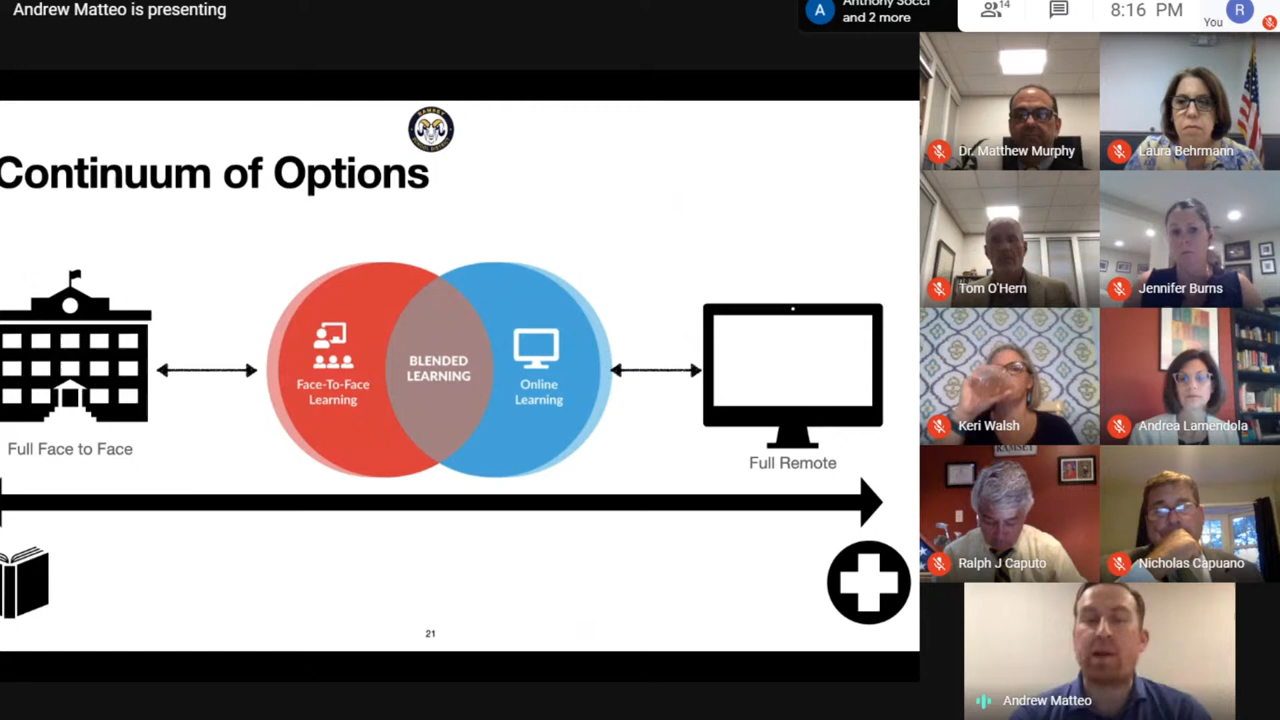 Andrew Matteo is presenting
A
and 2 more
14
8:16 PM
You
R
RAMSEY
Continuum of Options
Full Face to Face
Face-To-Face
Learning
BLENDED
LEARNING
Online
Learning
Full Remote
21
Dr. Matthew Murphy
Laura Behrmann
Tom O'Hern
Jennifer Burns
Keri Walsh
Andrea Lamendola
RAMSEY
Ralph J Caputo
Nicholas Capuano
Andrew Matteo